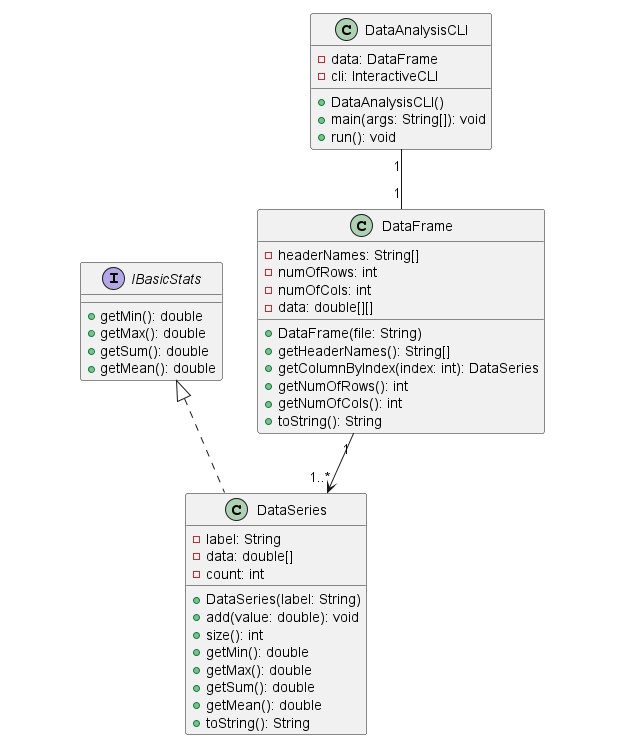 C DataAnalysisCLI
data: DataFrame
cli: InteractiveCLI
DataAnalysisCLI()
main(args: String[]): void
run(): void
1
1
C DataFrame
headerNames: String[]
numOfRows: int
numOfCols: int
data: double[][]
DataFrame(file: String)
getHeaderNames(): String[]
getColumnByIndex(index: int): DataSeries
getNumOfRows(): int
getNumOfCols(): int
toString(): String
I IBasicStats
getMin(): double
getMax(): double
getSum(): double
getMean(): double
1
1..*
C DataSeries
label: String
data: double[]
count: int
DataSeries(label: String)
add(value: double): void
size(): int
getMin(): double
getMax(): double
getSum(): double
getMean(): double
toString(): String